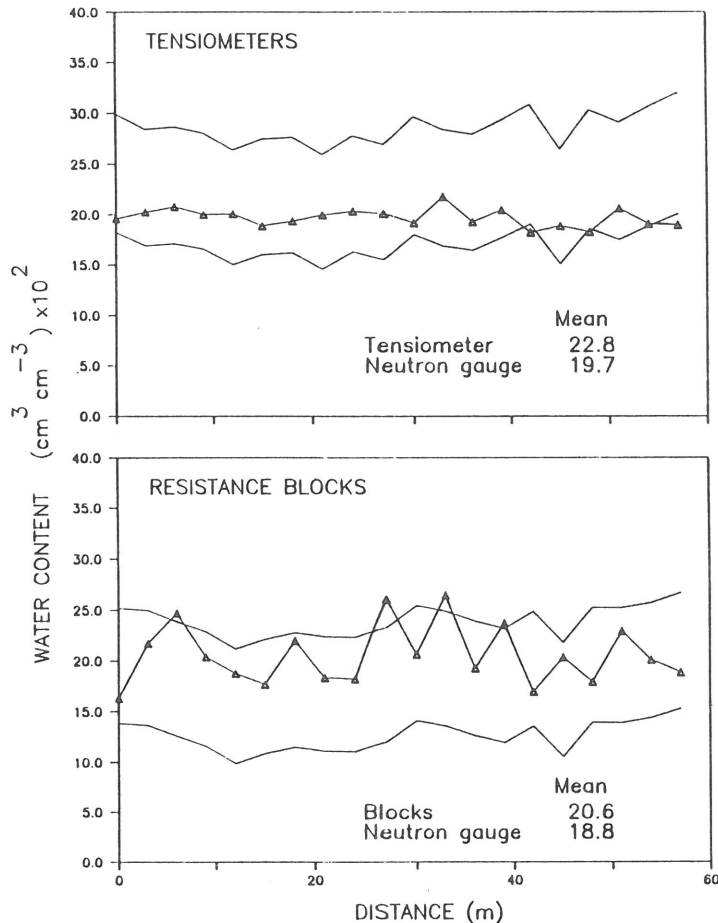 40.0
TENSIOMETERS
35.0
30.0
25.0
20.0
15.0
10.0
5.0
0.0
Mean
Tensiometer 22.8
Neutron gauge 19.7
WATER CONTENT (cm³ cm⁻³) x10²
40.0
RESISTANCE BLOCKS
35.0
30.0
25.0
20.0
15.0
10.0
5.0
0.0
Mean
Blocks 20.6
Neutron gauge 18.8
0 20 40 60
DISTANCE (m)